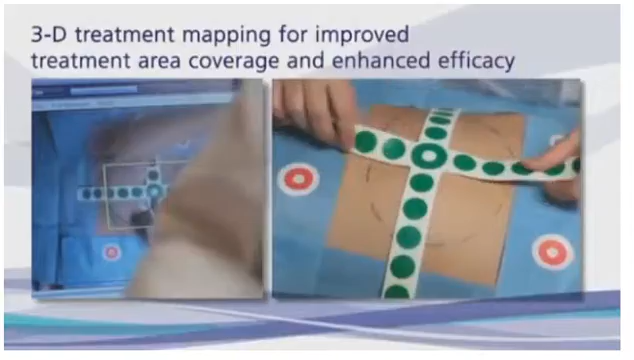 3-D treatment mapping for improved
treatment area coverage and enhanced efficacy